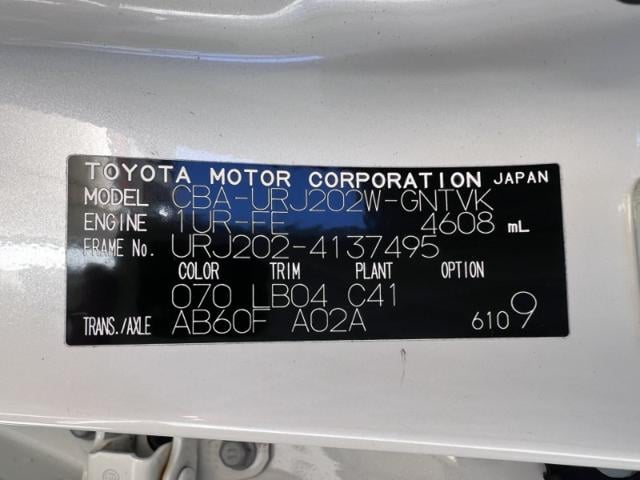 TOYOTA MOTOR CORPORATION JAPAN
MODEL CBA-URJ202W-GNTVK
ENGINE 1UR-FE 4608 mL
FRAME No. URJ202-4137495
COLOR TRIM PLANT OPTION
070 LB04 C41
TRANS./AXLE AB60F A02A 6109